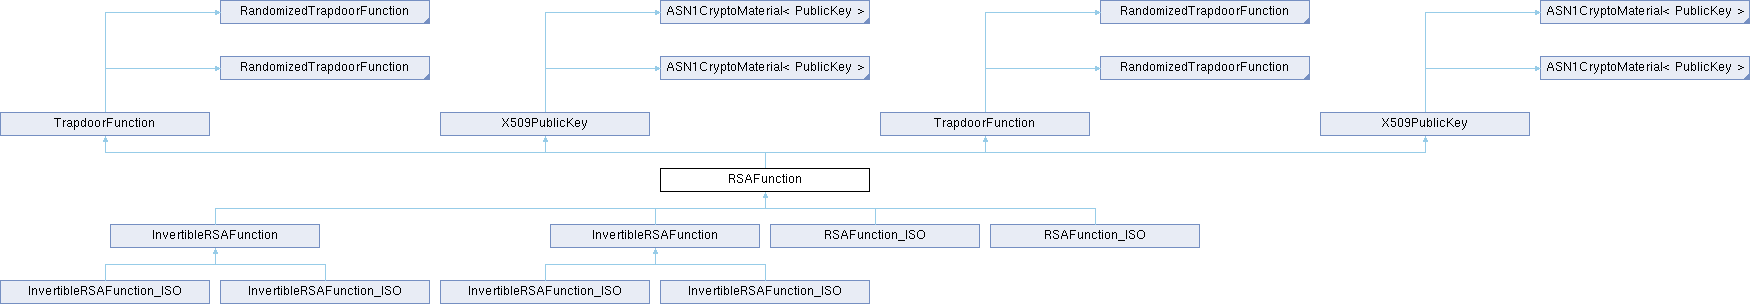 RandomizedTrapdoorFunction
ASN1CryptoMaterial< PublicKey >
RandomizedTrapdoorFunction
ASN1CryptoMaterial< PublicKey >
RandomizedTrapdoorFunction
ASN1CryptoMaterial< PublicKey >
RandomizedTrapdoorFunction
ASN1CryptoMaterial< PublicKey >
TrapdoorFunction
X509PublicKey
TrapdoorFunction
X509PublicKey
RSAFunction
InvertibleRSAFunction
InvertibleRSAFunction
RSAFunction_ISO
RSAFunction_ISO
InvertibleRSAFunction_ISO
InvertibleRSAFunction_ISO
InvertibleRSAFunction_ISO
InvertibleRSAFunction_ISO